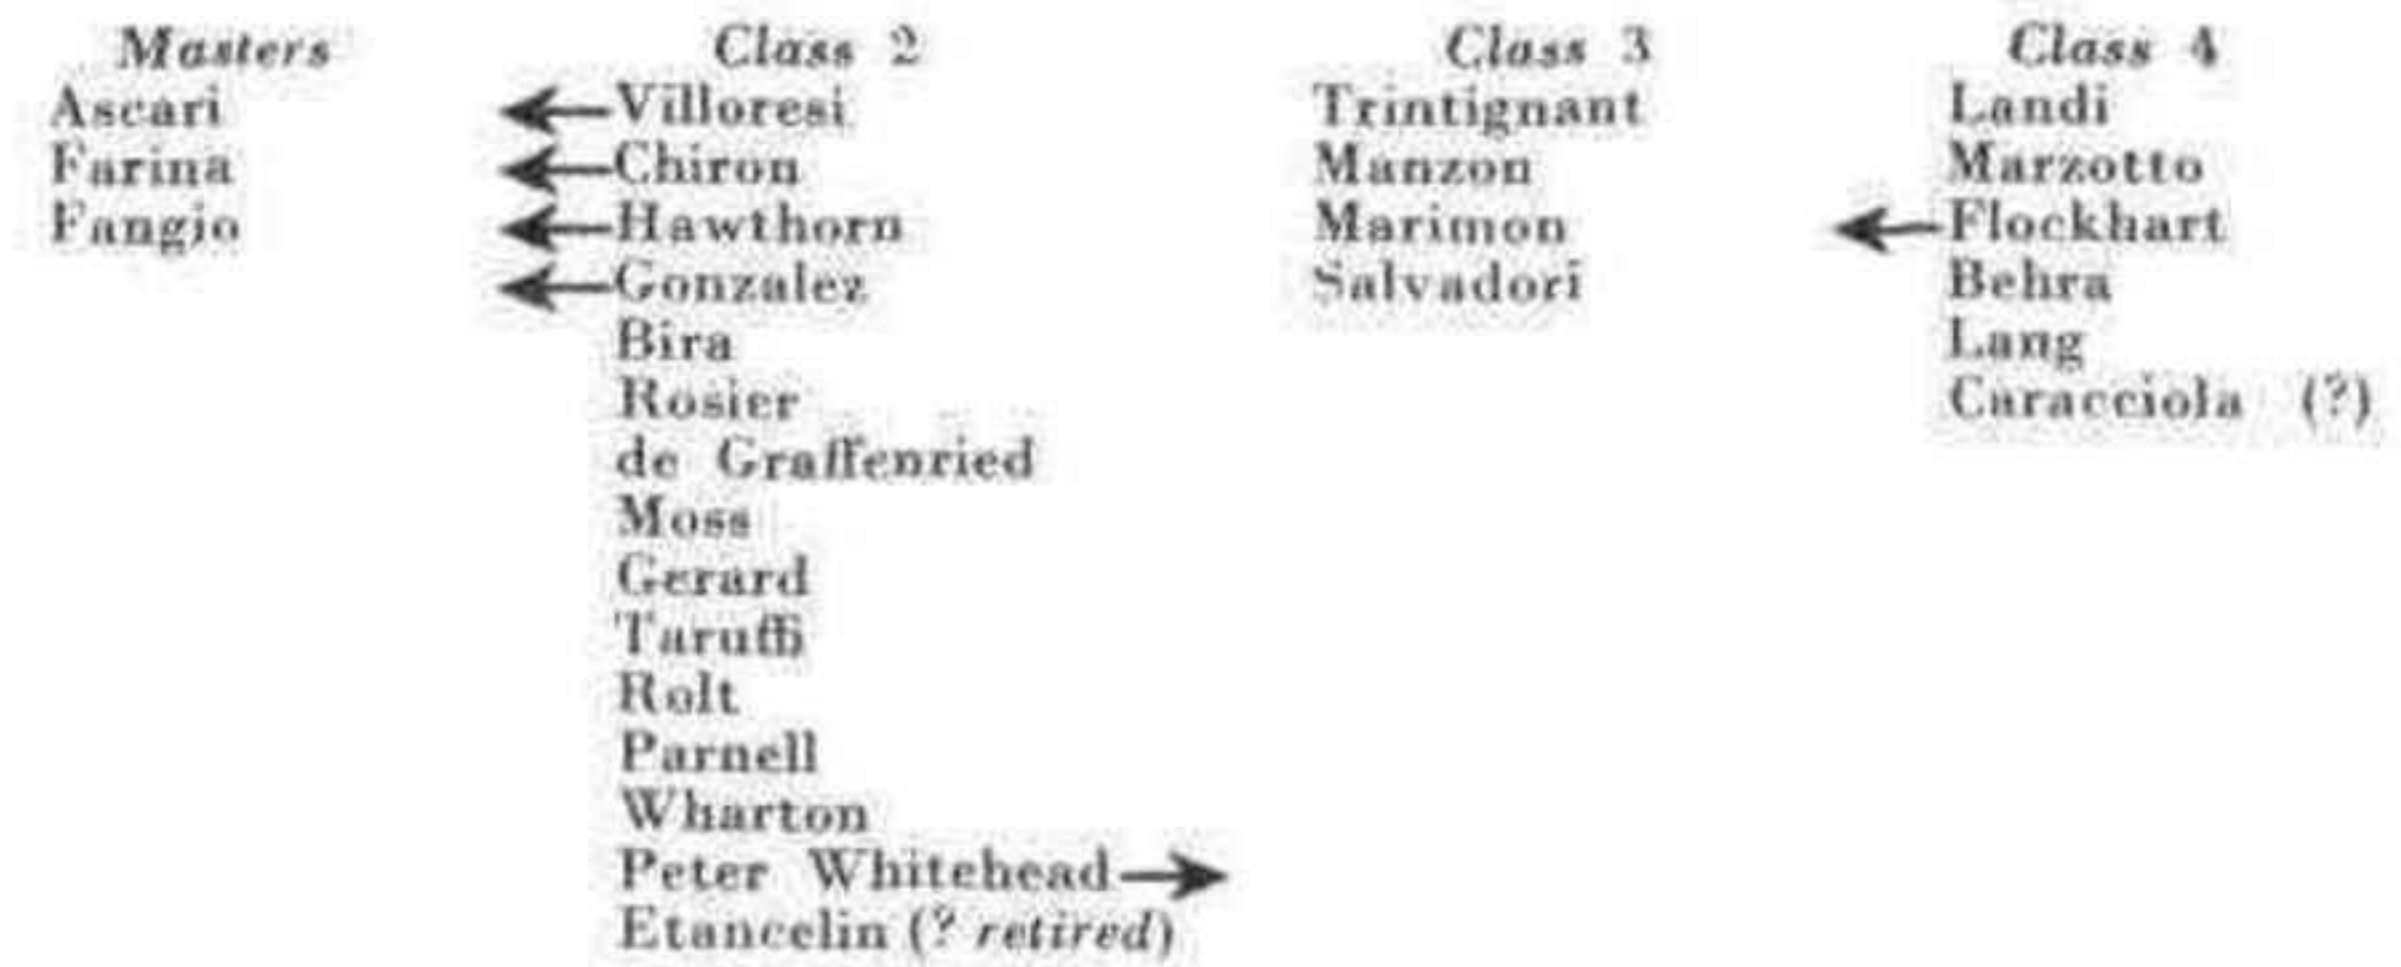 Masters
Ascari
Farina
Fangio
Class 2
←Villoresi
←Chiron
←Hawthorn
←Gonzalez
Bira
Rosier
de Graffenried
Moss
Gerard
Taruffi
Rolt
Parnell
Wharton
Peter Whitehead→
Etancelin (? retired)
Class 3
Trintignant
Manzon
Marimon
Salvadori
Class 4
Landi
Marzotto
←Flockhart
Behra
Lang
Caracciola (?)